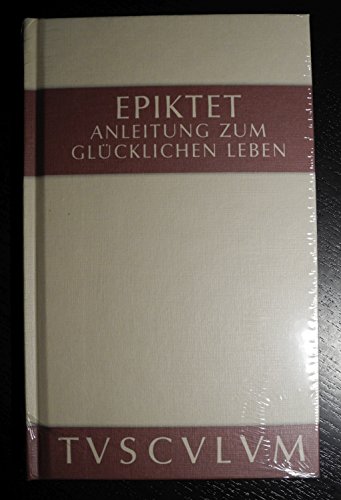 EPIKTET
ANLEITUNG ZUM
GLÜCKLICHEN LEBEN
TVSCVLVM